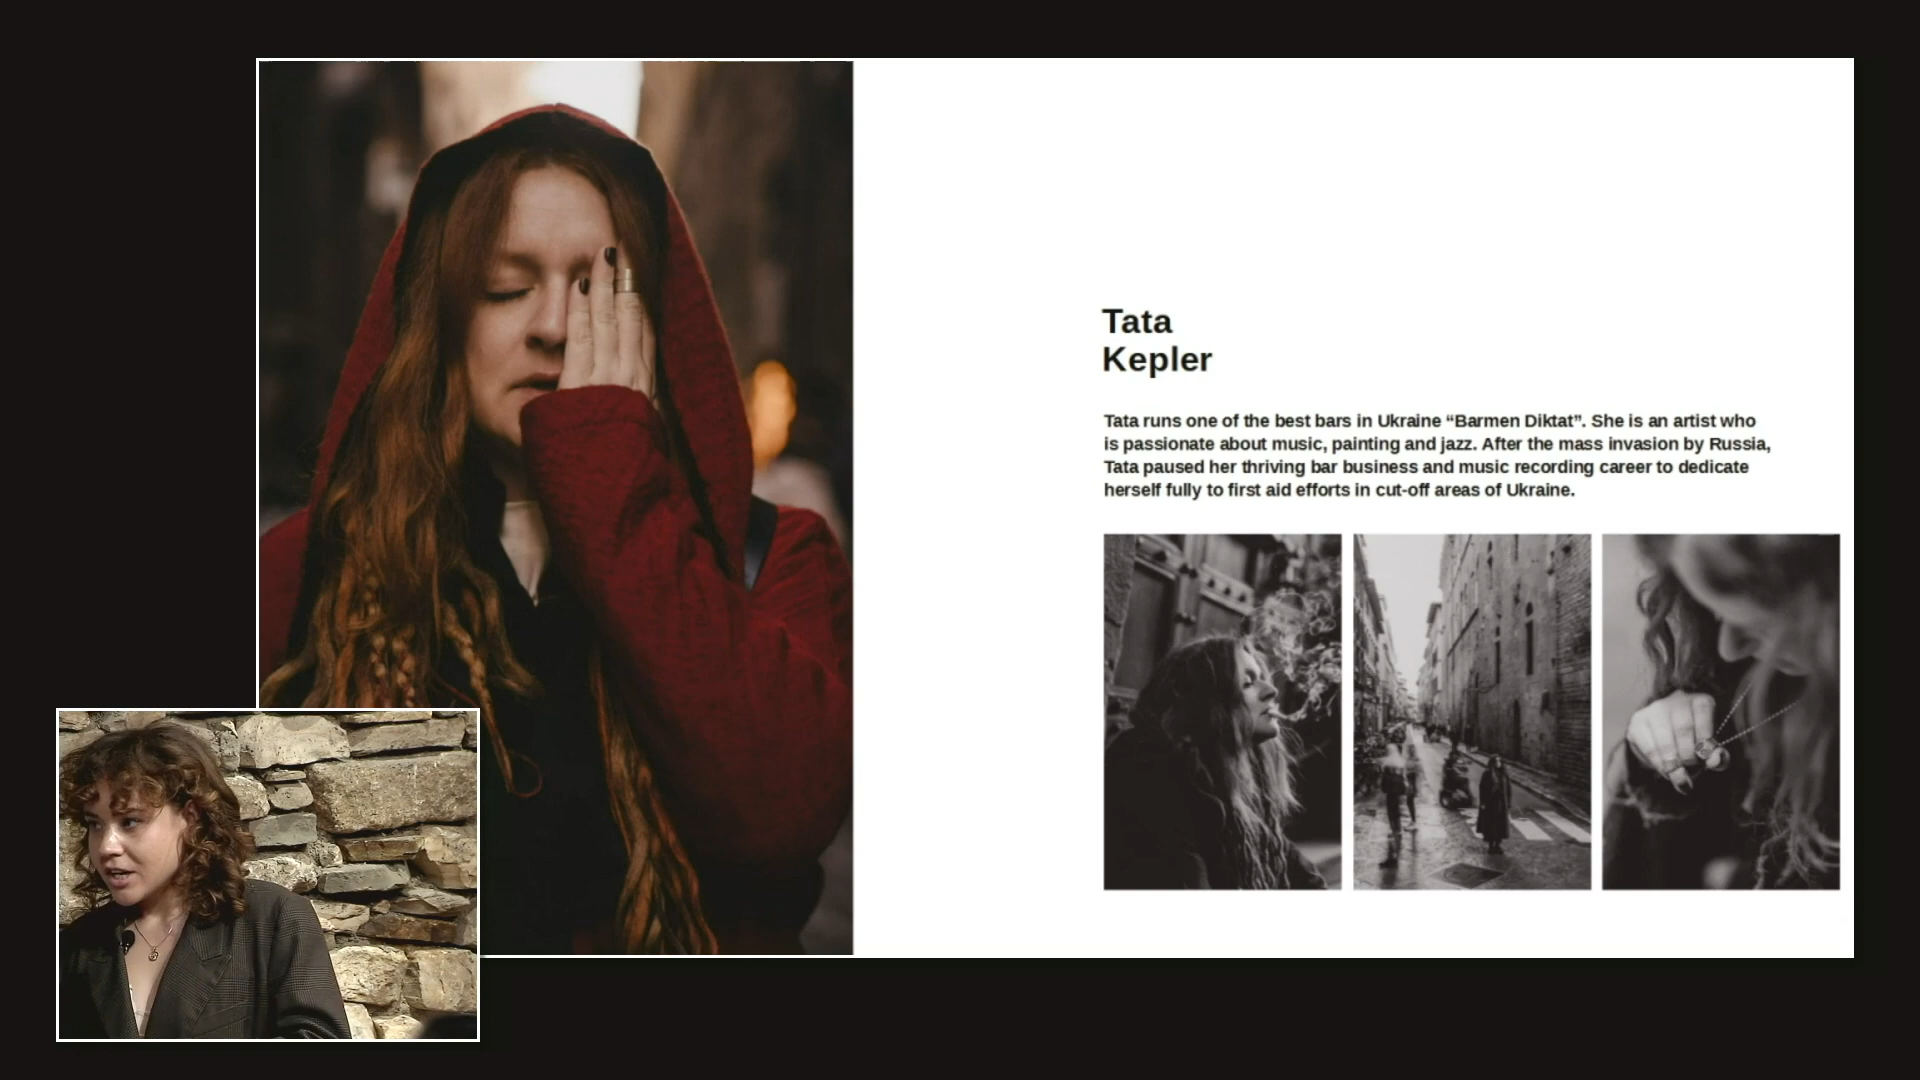 Tata
Kepler
Tata runs one of the best bars in Ukraine “Barmen Diktat”. She is an artist who
is passionate about music, painting and jazz. After the mass invasion by Russia,
Tata paused her thriving bar business and music recording career to dedicate
herself fully to first aid efforts in cut-off areas of Ukraine.